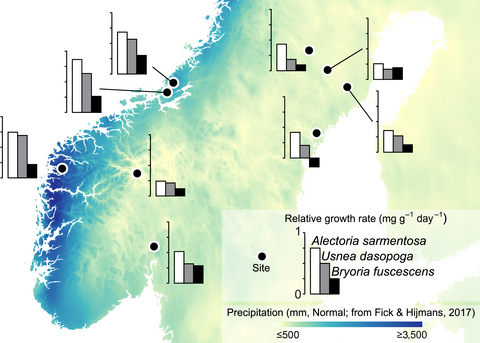 Relative growth rate (mg g⁻¹ day⁻¹)
1
Alectoria sarmentosa
Usnea dasopoga
Bryoria fuscescens
0
Site
Precipitation (mm, Normal; from Fick & Hijmans, 2017)
≤500 ≥3,500